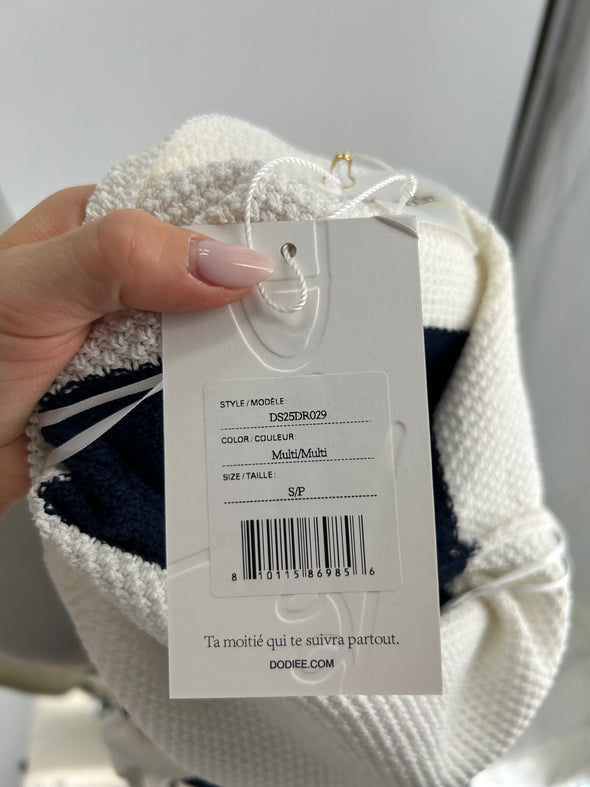 STYLE / MODÈLE
DS25DR029
COLOR / COULEUR:
Multi/Multi
SIZE / TAILLE:
S/P
8 10115 86985 6
Ta moitié qui te suivra partout.
DODIEE.COM